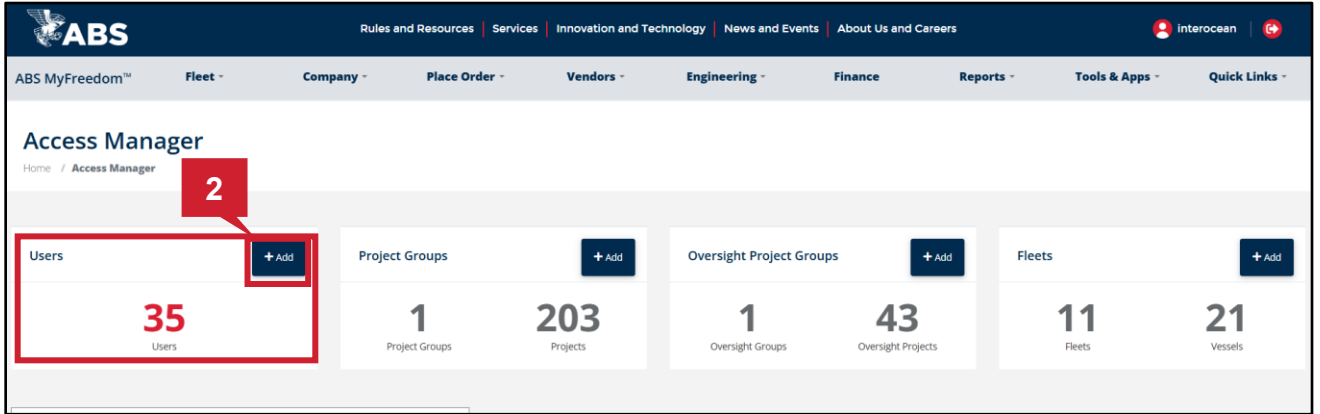 ABS
Rules and Resources | Services | Innovation and Technology | News and Events | About Us and Careers
interocean
ABS MyFreedom™ Fleet Company Place Order Vendors Engineering Finance Reports Tools & Apps Quick Links
Access Manager
Home / Access Manager
2
Users + Add
35
Users
Project Groups + Add
1 203
Project Groups Projects
Oversight Project Groups + Add
1 43
Oversight Groups Oversight Projects
Fleets + Add
11 21
Fleets Vessels